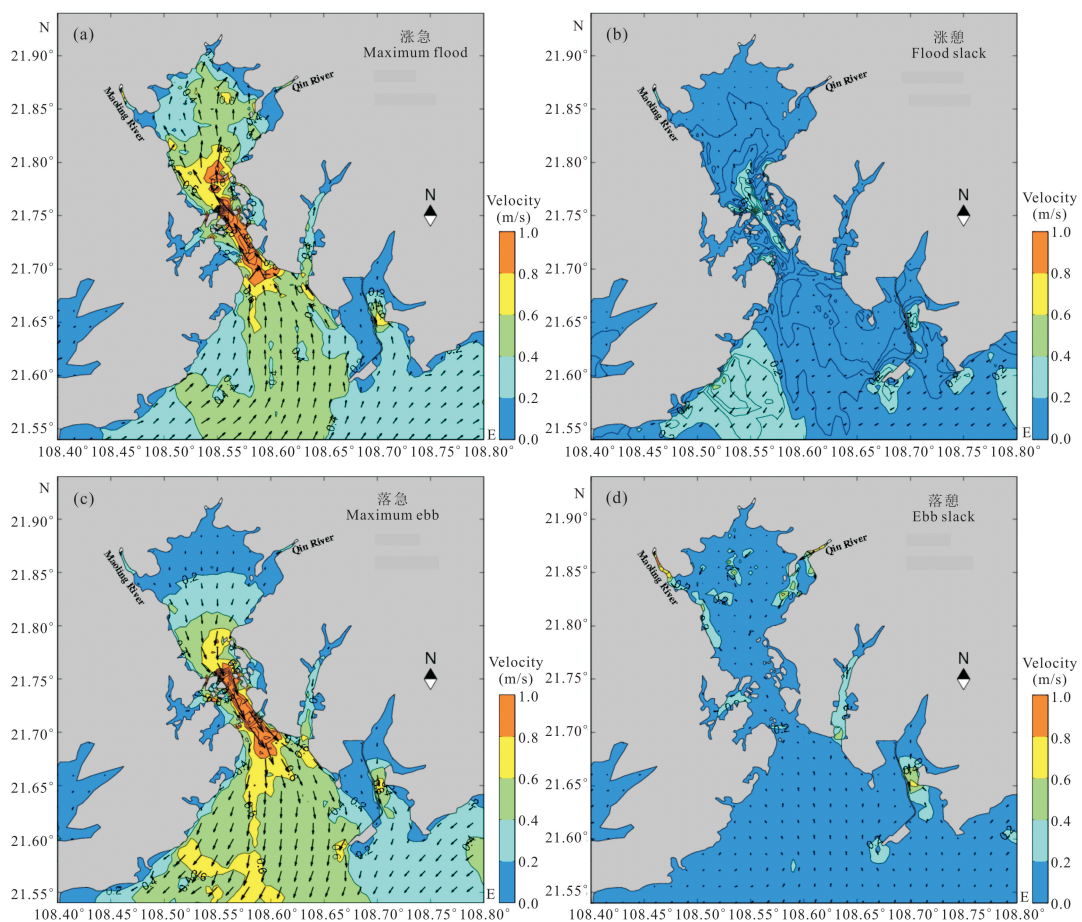 N
(a)
涨急
Maximum flood
21.90°
21.85°
21.80°
21.75°
21.70°
21.65°
21.60°
21.55°
Maoling River
Qin River
N
Velocity
(m/s)
1.0
0.8
0.6
0.4
0.2
0.0
E
108.40° 108.45° 108.50° 108.55° 108.60° 108.65° 108.70° 108.75° 108.80°
N
(b)
涨憩
Flood slack
21.90°
21.85°
21.80°
21.75°
21.70°
21.65°
21.60°
21.55°
Maoling River
Qin River
N
Velocity
(m/s)
1.0
0.8
0.6
0.4
0.2
0.0
E
108.40° 108.45° 108.50° 108.55° 108.60° 108.65° 108.70° 108.75° 108.80°
N
(c)
落急
Maximum ebb
21.90°
21.85°
21.80°
21.75°
21.70°
21.65°
21.60°
21.55°
Maoling River
Qin River
N
Velocity
(m/s)
1.0
0.8
0.6
0.4
0.2
0.0
E
108.40° 108.45° 108.50° 108.55° 108.60° 108.65° 108.70° 108.75° 108.80°
N
(d)
落憩
Ebb slack
21.90°
21.85°
21.80°
21.75°
21.70°
21.65°
21.60°
21.55°
Maoling River
Qin River
N
Velocity
(m/s)
1.0
0.8
0.6
0.4
0.2
0.0
E
108.40° 108.45° 108.50° 108.55° 108.60° 108.65° 108.70° 108.75° 108.80°